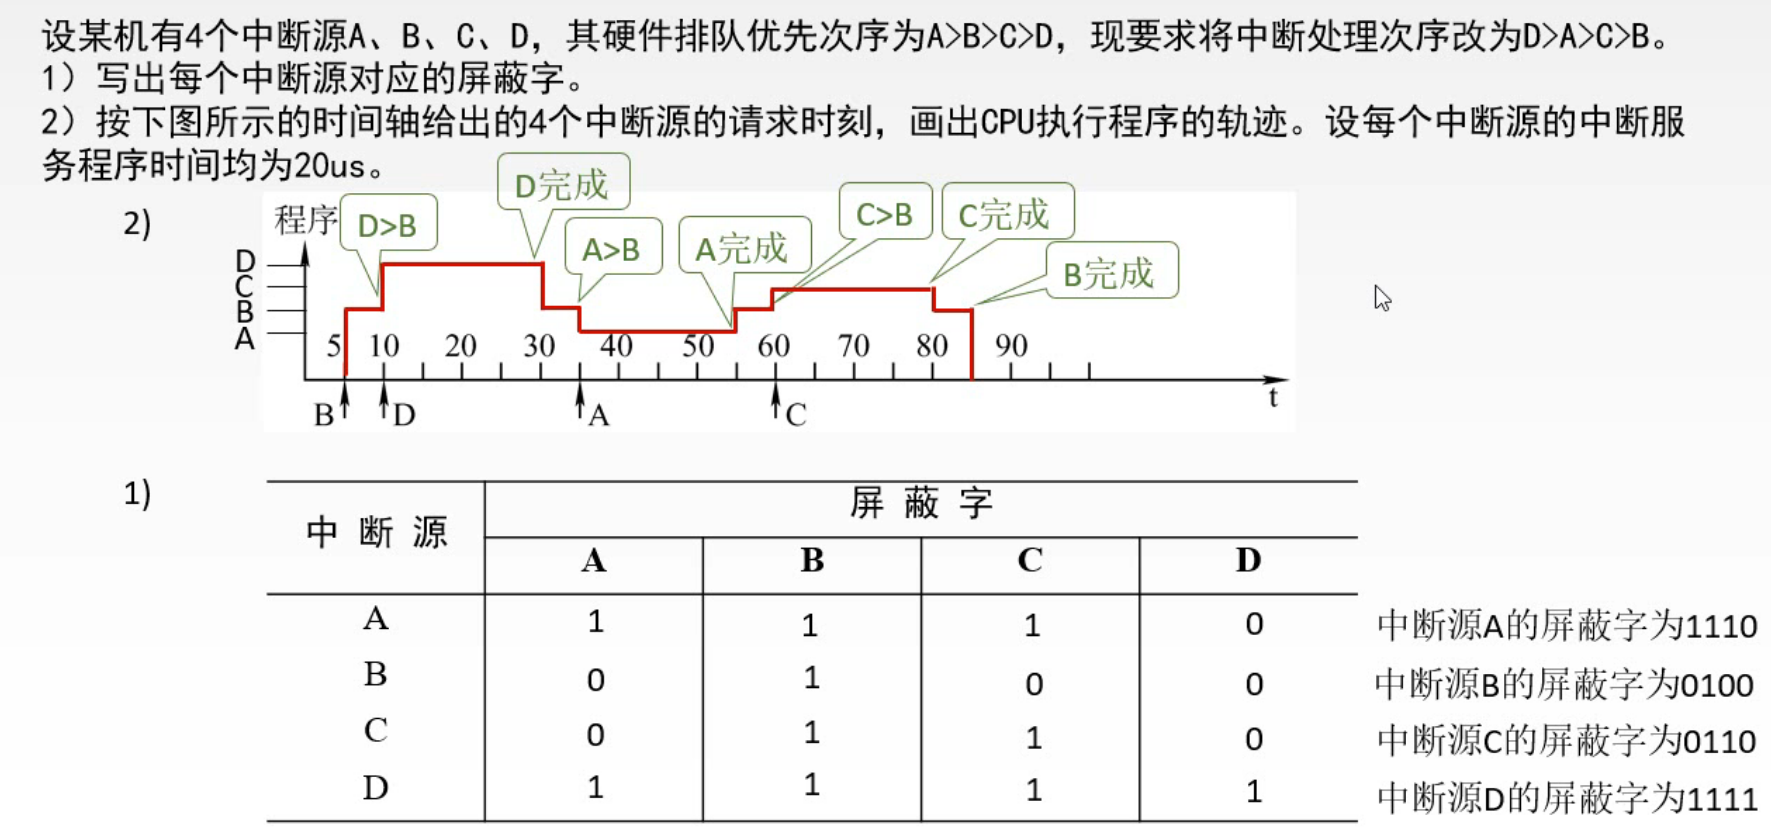 设某机有4个中断源A、B、C、D，其硬件排队优先次序为A>B>C>D，现要求将中断处理次序改为D>A>C>B。
1）写出每个中断源对应的屏蔽字。
2）按下图所示的时间轴给出的4个中断源的请求时刻，画出CPU执行程序的轨迹。设每个中断源的中断服
务程序时间均为20us。
2)
程序
D>B
D完成
A>B
A完成
C>B
C完成
B完成
D
C
B
A
5 10 20 30 40 50 60 70 80 90
B D A C t
1)
中断源 屏蔽字
A B C D
A 1 1 1 0 中断源A的屏蔽字为1110
B 0 1 0 0 中断源B的屏蔽字为0100
C 0 1 1 0 中断源C的屏蔽字为0110
D 1 1 1 1 中断源D的屏蔽字为1111